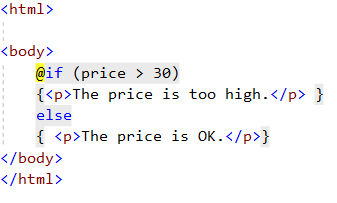 <html>
<body>
@if (price > 30)
{<p>The price is too high.</p> }
else
{ <p>The price is OK.</p>}
</body>
</html>